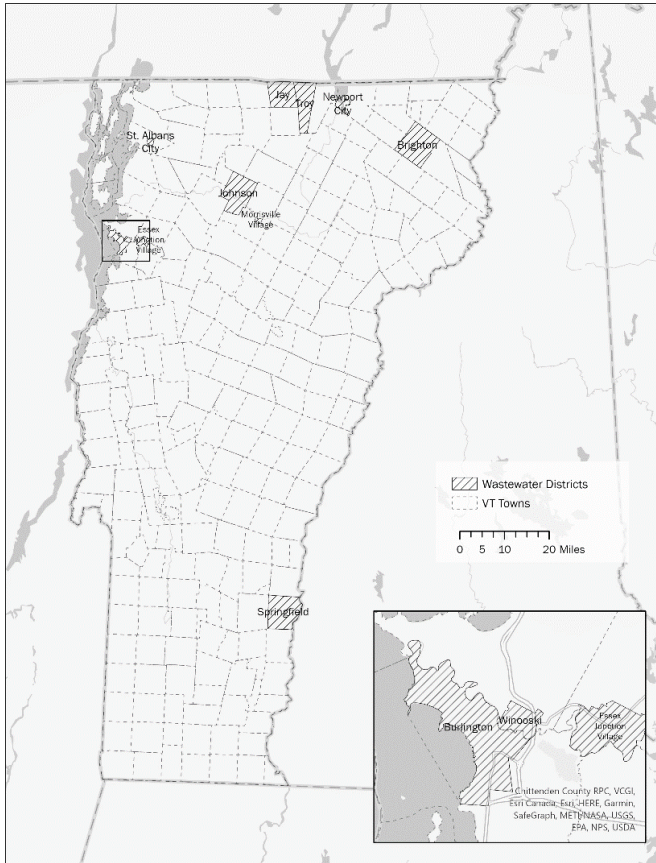 Jay
Troy
Newport
City
St. Albans
City
Brighton
Johnson
Morrisville
Village
Essex
Junction
Village
Wastewater Districts
VT Towns
0 5 10 20 Miles
Springfield
Burlington
Winooski
Essex
Junction
Village
Chittenden County RPC, VCGI,
Esri Canada, Esri, HERE, Garmin,
SafeGraph, METI/NASA, USGS,
EPA, NPS, USDA